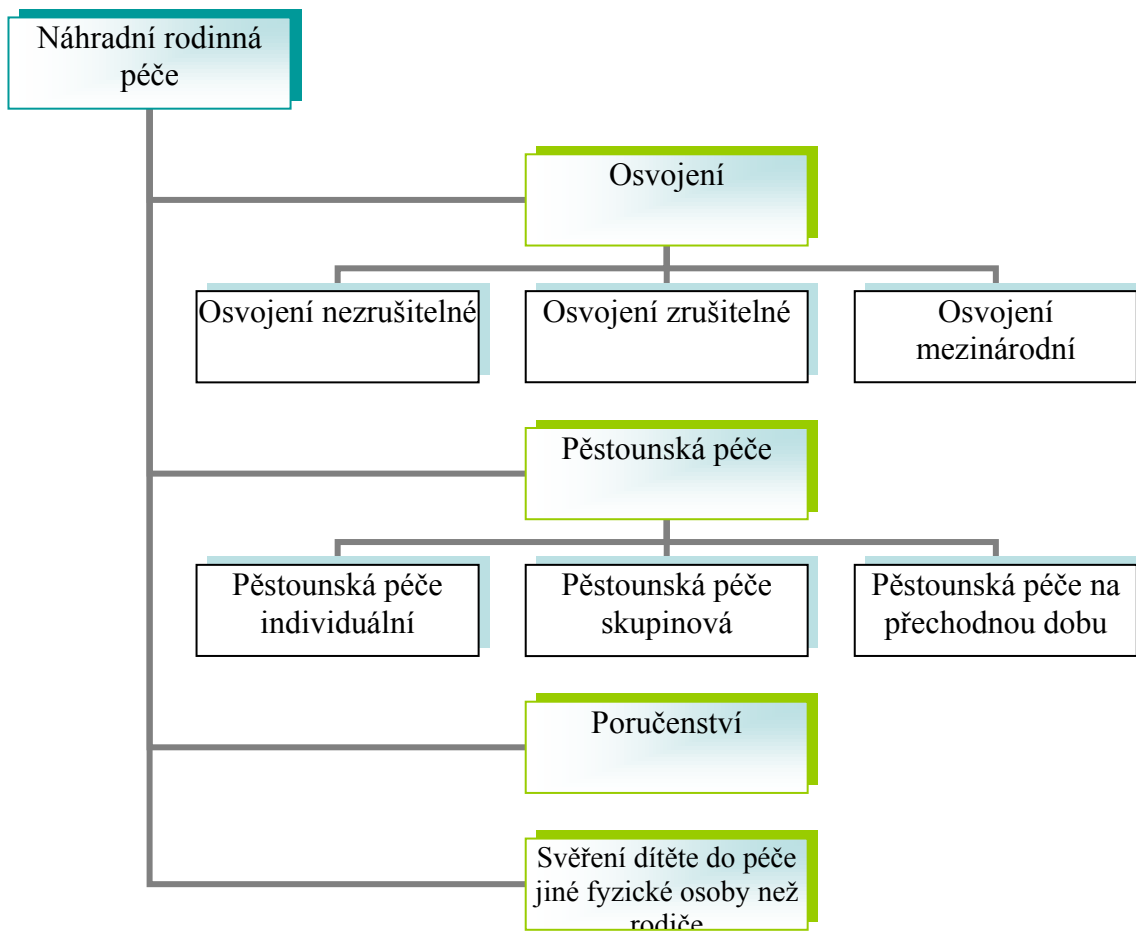 Náhradní rodinná
péče
Osvojení
Osvojení nezrušitelné
Osvojení zrušitelné
Osvojení
mezinárodní
Pěstounská péče
Pěstounská péče
individuální
Pěstounská péče
skupinová
Pěstounská péče na
přechodnou dobu
Poručenství
Svěření dítěte do péče
jiné fyzické osoby než
rodiče